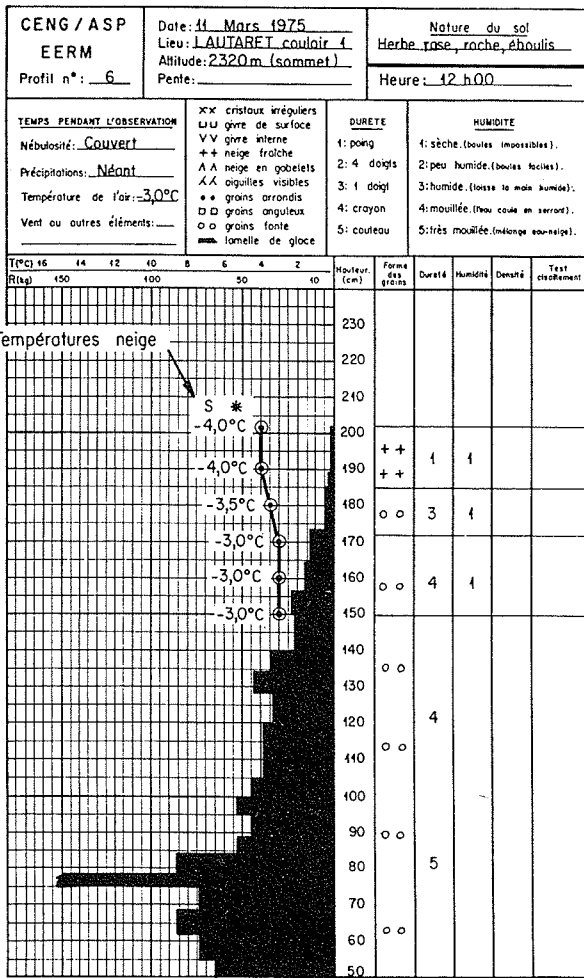 CENG / ASP
EERM
Profil n° : 6
Date: 11 Mars 1975
Lieu: LAUTARET couloir 1
Altitude: 2320 m (sommet)
Pente:
Nature du sol
Herbe rase, roche, éboulis
Heure: 12 h00
TEMPS PENDANT L'OBSERVATION
Nébulosité: Couvert
Précipitations: Néant
Température de l'air: -3,0°C
Vent ou autres éléments:
xx cristaux irréguliers
⊔⊔ givre de surface
VV givre interne
++ neige fraîche
ΛΛ neige en gobelets
aiguilles visibles
•• grains arrondis
□□ grains anguleux
○○ grains fonte
lamelle de glace
DURETE
1: poing
2: 4 doigts
3: 1 doigt
4: crayon
5: couteau
HUMIDITE
1: sèche. (boules impossibles).
2: peu humide. (boules faciles).
3: humide. (laisse la main humide).
4: mouillée. (l'eau coule en serrant).
5: très mouillée. (mélange eau-neige).
T(°C) 16 14 12 10 8 6 4 2
R(kg) 150 100 50 10
Hauteur. (cm)
Forme des grains
Dureté
Humidité
Densité
Test cisaillement
230
220
Températures neige
210
S *
-4,0°C 200
++
-4,0°C 190 ++ 1 1
-3,5°C 180 ○○ 3 1
-3,0°C 170
-3,0°C 160 ○○ 4 1
-3,0°C 150
140
○○
130
120 4
○○
110
100
90 ○○
80 5
70
60 ○○
50